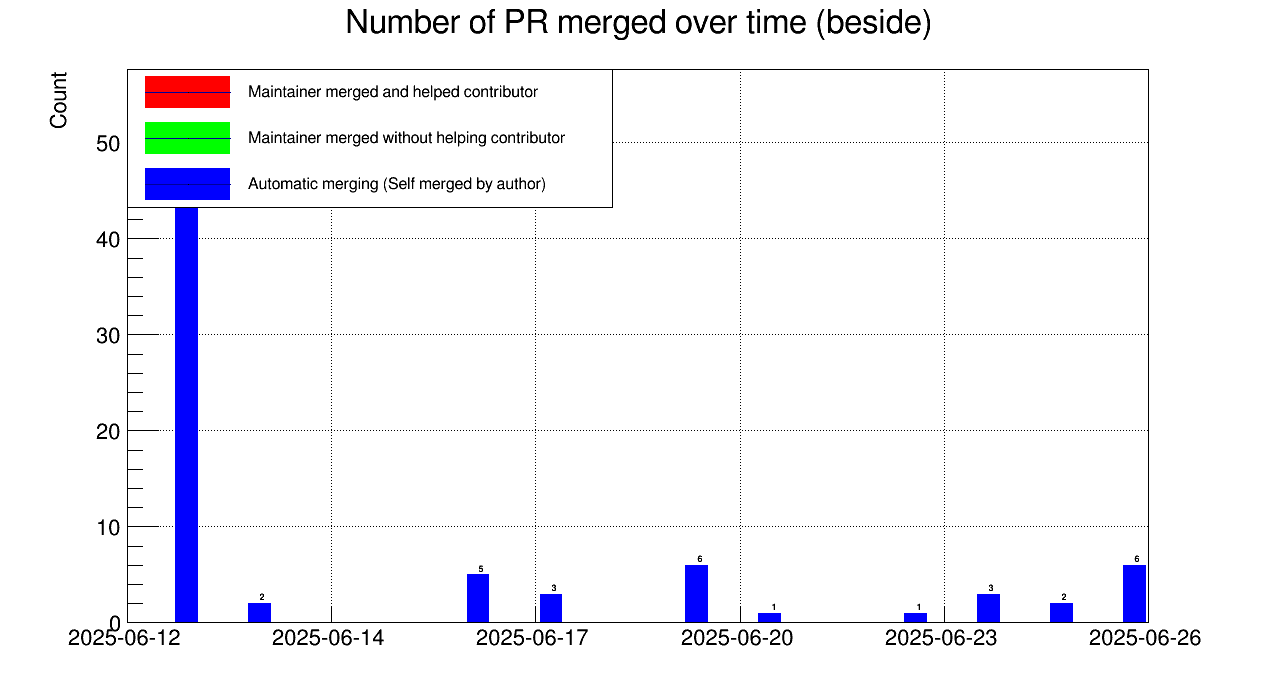 Number of PR merged over time (beside)
Count
Maintainer merged and helped contributor
Maintainer merged without helping contributor
Automatic merging (Self merged by author)
50
40
30
20
10
0
2
5
3
6
1
1
3
2
6
2025-06-12 2025-06-14 2025-06-17 2025-06-20 2025-06-23 2025-06-26